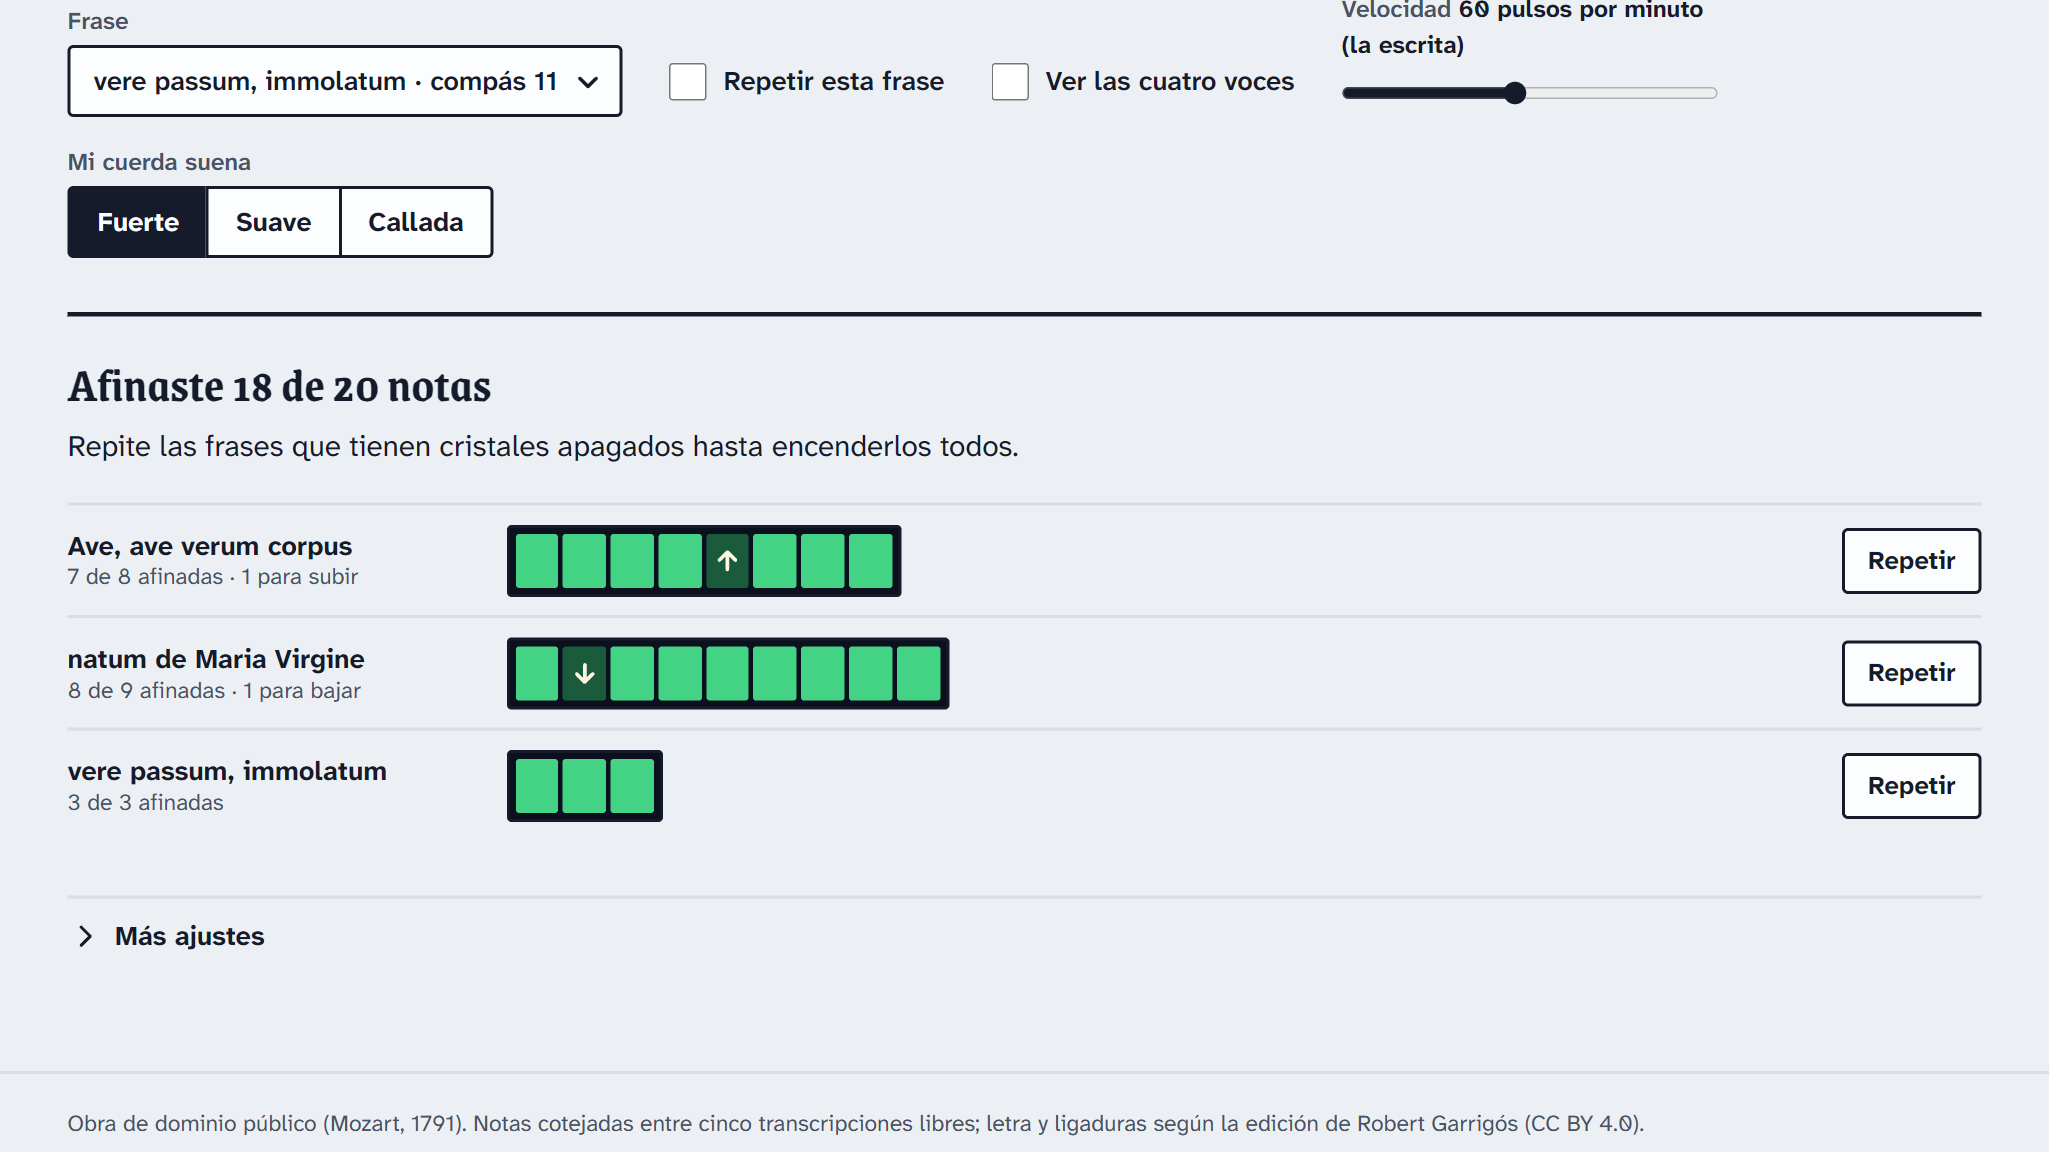 Frase
vere passum, immolatum · compás 11
Repetir esta frase
Ver las cuatro voces
Velocidad 60 pulsos por minuto
(la escrita)
Mi cuerda suena
Fuerte
Suave
Callada
Afinaste 18 de 20 notas
Repite las frases que tienen cristales apagados hasta encenderlos todos.
Ave, ave verum corpus
7 de 8 afinadas · 1 para subir
Repetir
natum de Maria Virgine
8 de 9 afinadas · 1 para bajar
Repetir
vere passum, immolatum
3 de 3 afinadas
Repetir
Más ajustes
Obra de dominio público (Mozart, 1791). Notas cotejadas entre cinco transcripciones libres; letra y ligaduras según la edición de Robert Garrigós (CC BY 4.0).